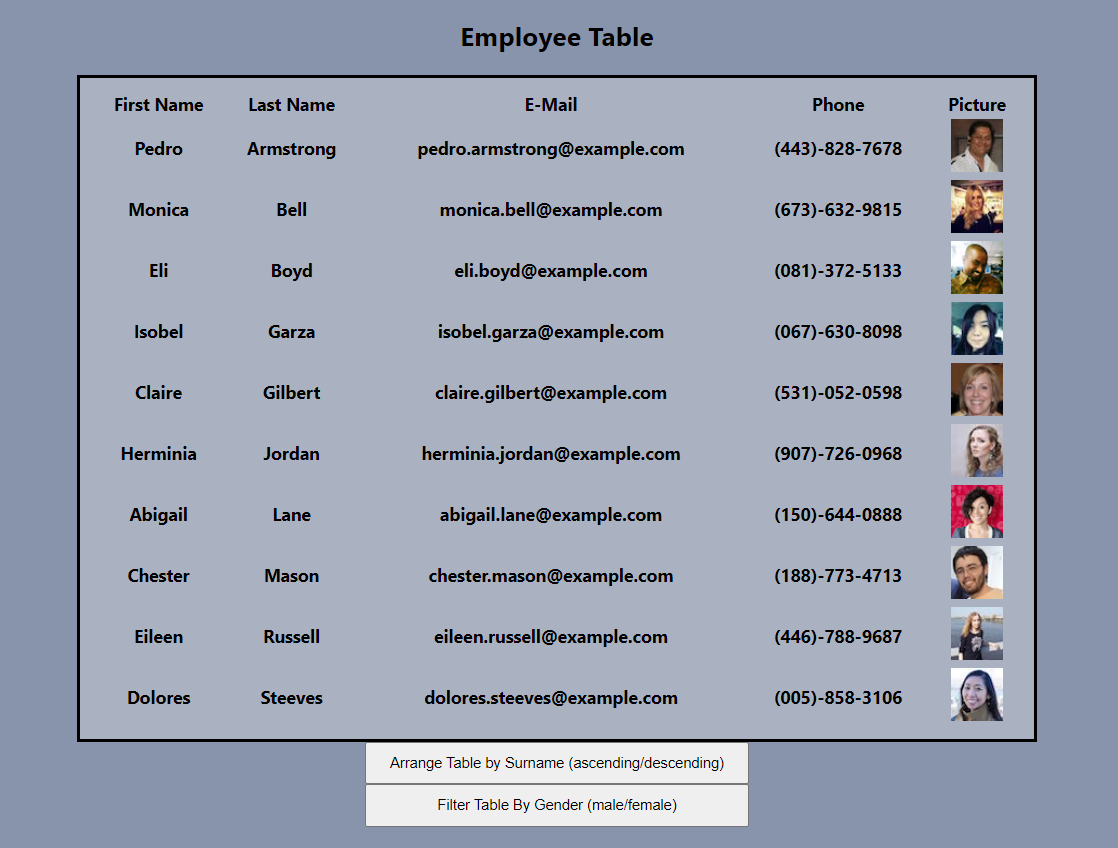 Employee Table
First Name Last Name E-Mail Phone Picture
Pedro Armstrong pedro.armstrong@example.com (443)-828-7678
Monica Bell monica.bell@example.com (673)-632-9815
Eli Boyd eli.boyd@example.com (081)-372-5133
Isobel Garza isobel.garza@example.com (067)-630-8098
Claire Gilbert claire.gilbert@example.com (531)-052-0598
Herminia Jordan herminia.jordan@example.com (907)-726-0968
Abigail Lane abigail.lane@example.com (150)-644-0888
Chester Mason chester.mason@example.com (188)-773-4713
Eileen Russell eileen.russell@example.com (446)-788-9687
Dolores Steeves dolores.steeves@example.com (005)-858-3106
Arrange Table by Surname (ascending/descending)
Filter Table By Gender (male/female)